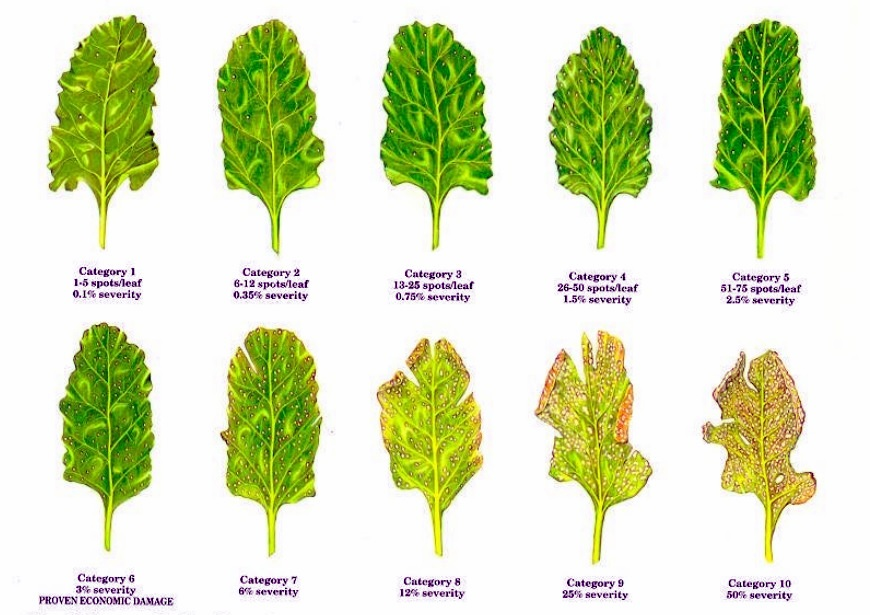 Category 1
1-5 spots/leaf
0.1% severity
Category 2
6-12 spots/leaf
0.35% severity
Category 3
13-25 spots/leaf
0.75% severity
Category 4
26-50 spots/leaf
1.5% severity
Category 5
51-75 spots/leaf
2.5% severity
Category 6
3% severity
PROVEN ECONOMIC DAMAGE
Category 7
6% severity
Category 8
12% severity
Category 9
25% severity
Category 10
50% severity